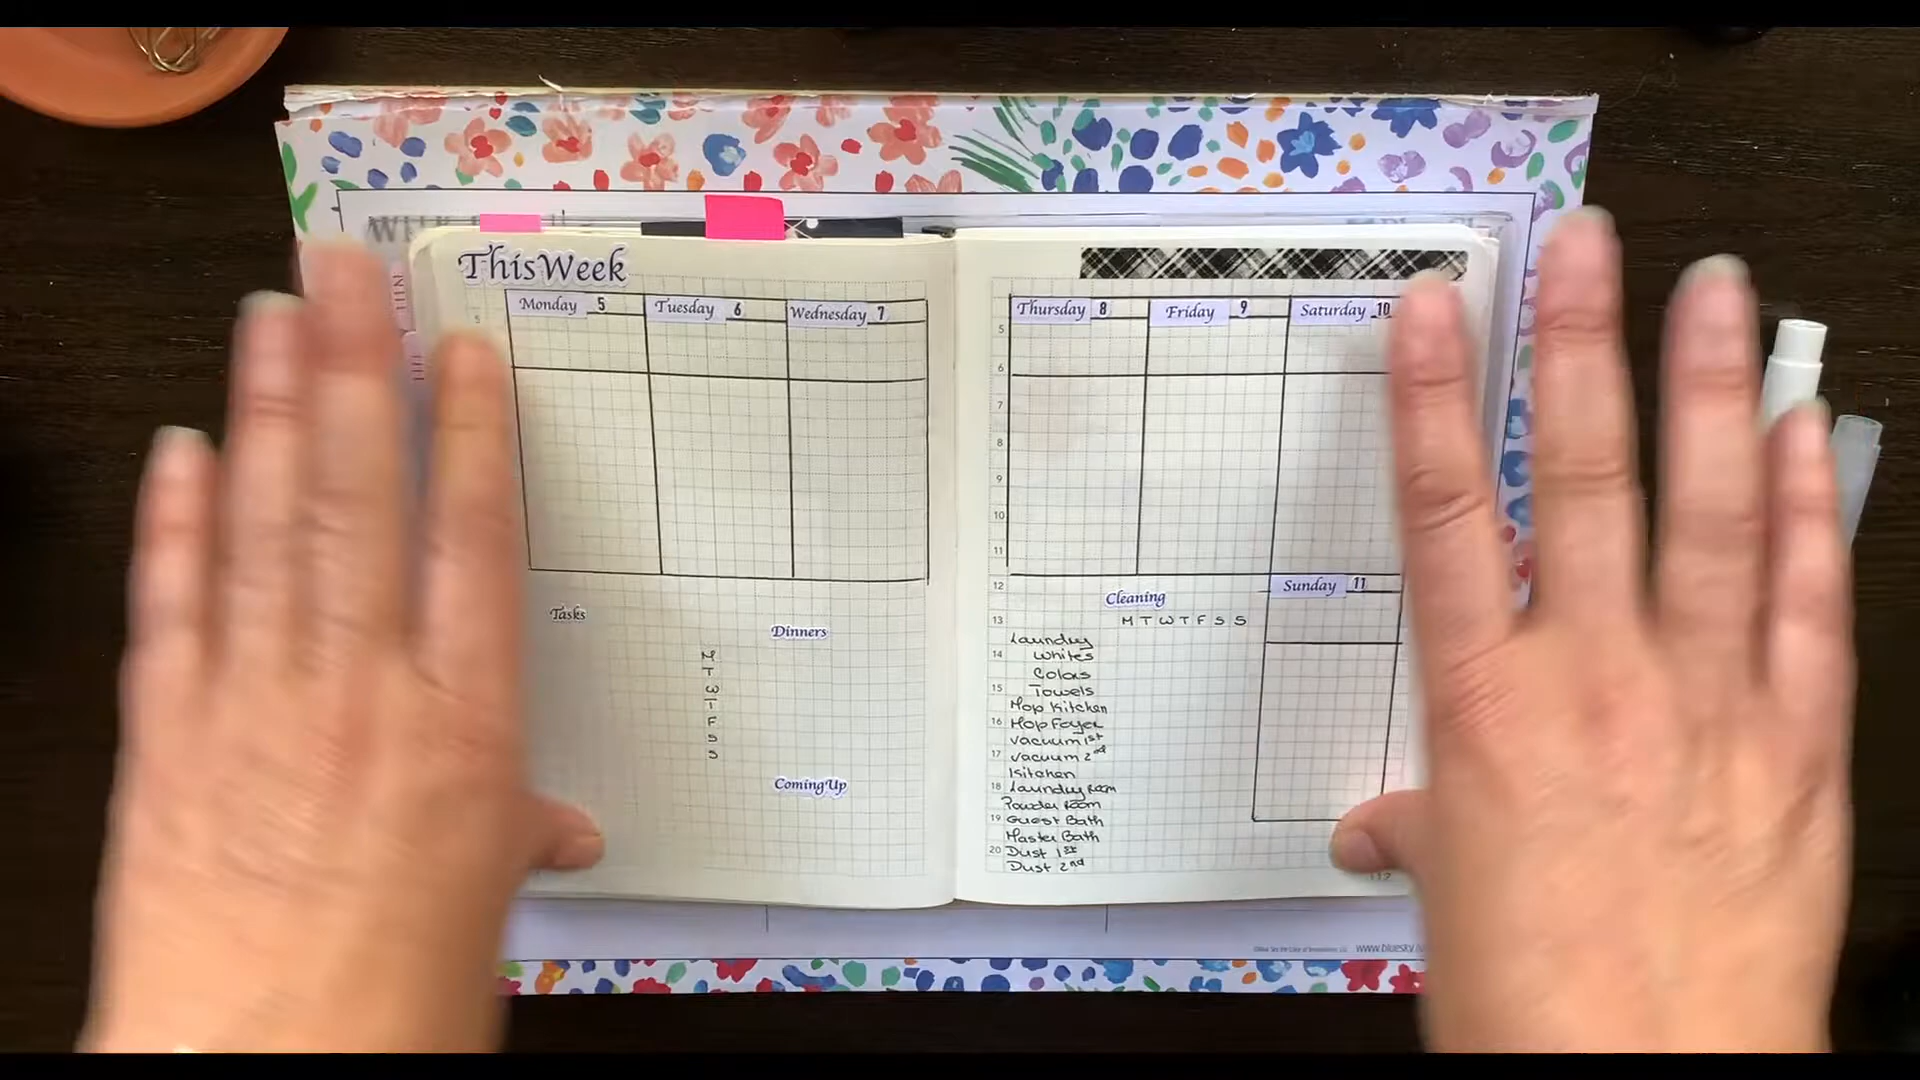 This Week
Monday 5
Tuesday 6
Wednesday 7
Tasks
Dinners
M
T
W
T
F
S
S
Coming Up
Thursday 8
Friday 9
Saturday 10
5
6
7
8
9
10
11
12
Sunday 11
Cleaning
13
M T W T F S S
Laundry
14 Whites
Colors
15 Towels
Mop Kitchen
16 Mop Foyer
Vacuum 1st
17 Vacuum 2nd
Kitchen
18 Laundry Room
Powder Room
19 Guest Bath
Master Bath
20 Dust 1st
Dust 2nd